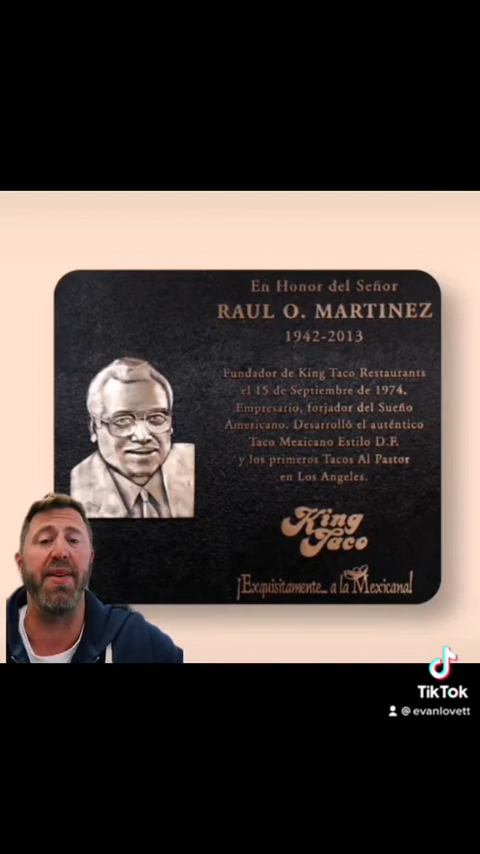 En Honor del Señor
RAUL O. MARTINEZ
1942-2013
Fundador de King Taco Restaurants
el 15 de Septiembre de 1974.
Empresario, forjador del Sueño
Americano. Desarrolló el auténtico
Taco Mexicano Estilo D.F.
y los primeros Tacos Al Pastor
en Los Angeles.
King
Taco
¡Exquisitamente... a la Mexicana!
TikTok
@evanlovett